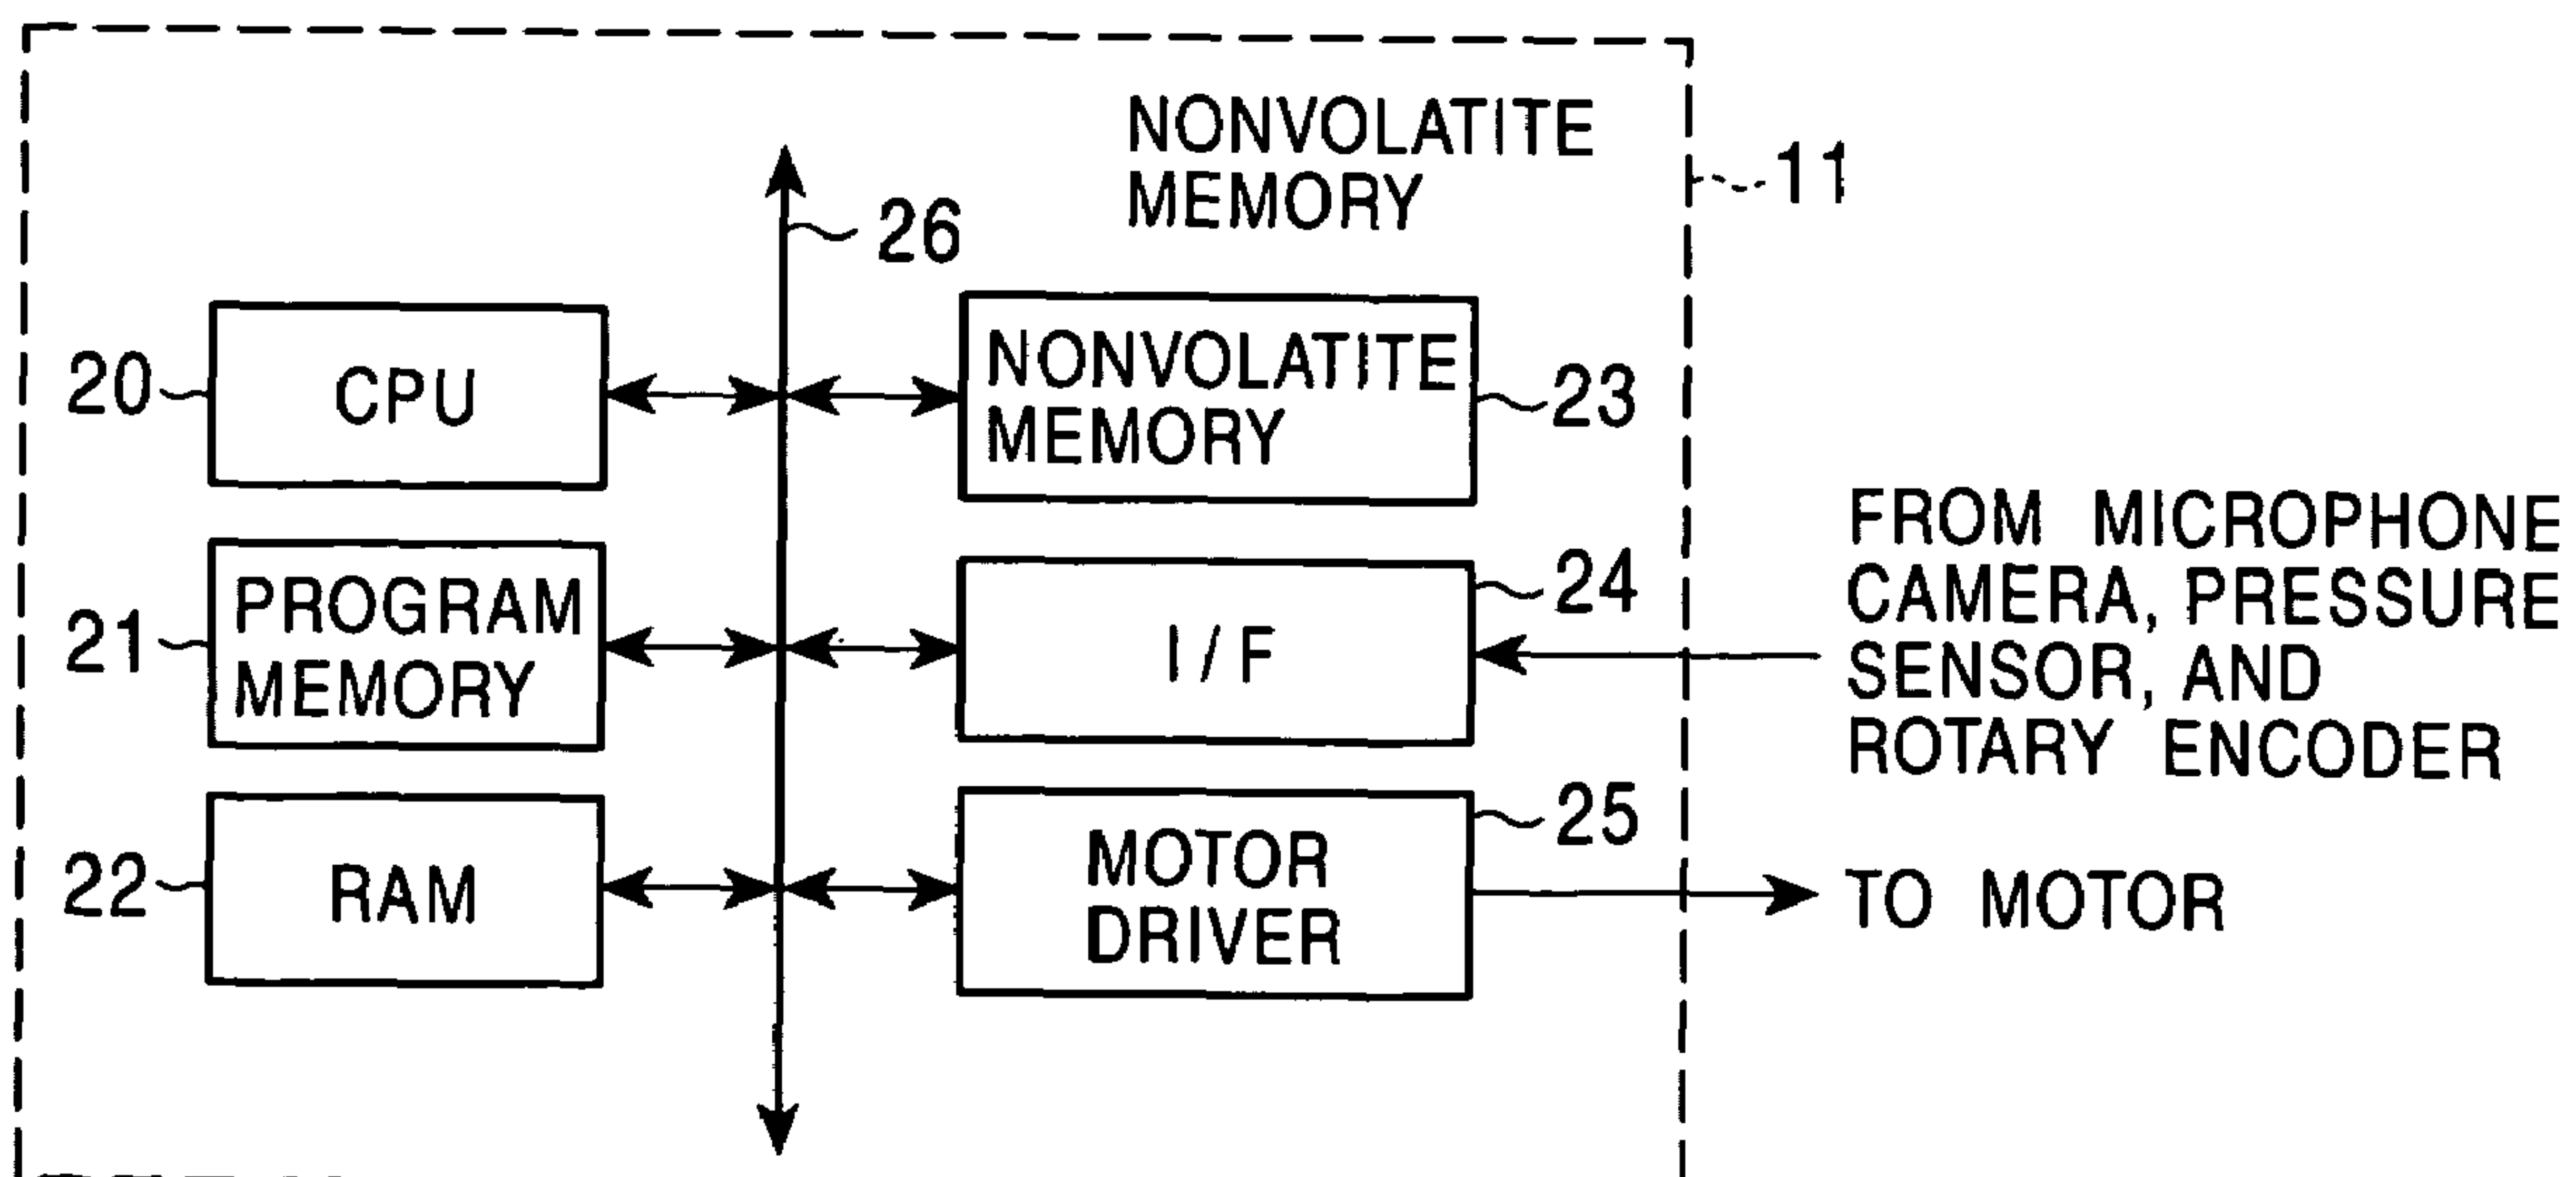 NONVOLATITE
MEMORY
11
26
20
CPU
NONVOLATITE
MEMORY
23
21
PROGRAM
MEMORY
24
I / F
FROM MICROPHONE
CAMERA, PRESSURE
SENSOR, AND
ROTARY ENCODER
22
RAM
25
MOTOR
DRIVER
TO MOTOR